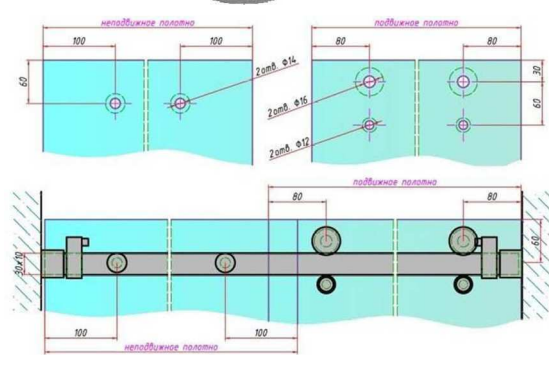 неподвижное полотно
подвижное полотно
100
100
80
80
60
30
60
2отв. Ф14
2отв. Ф16
2отв. Ф12
подвижное полотно
80
80
60
30x10
100
100
неподвижное полотно